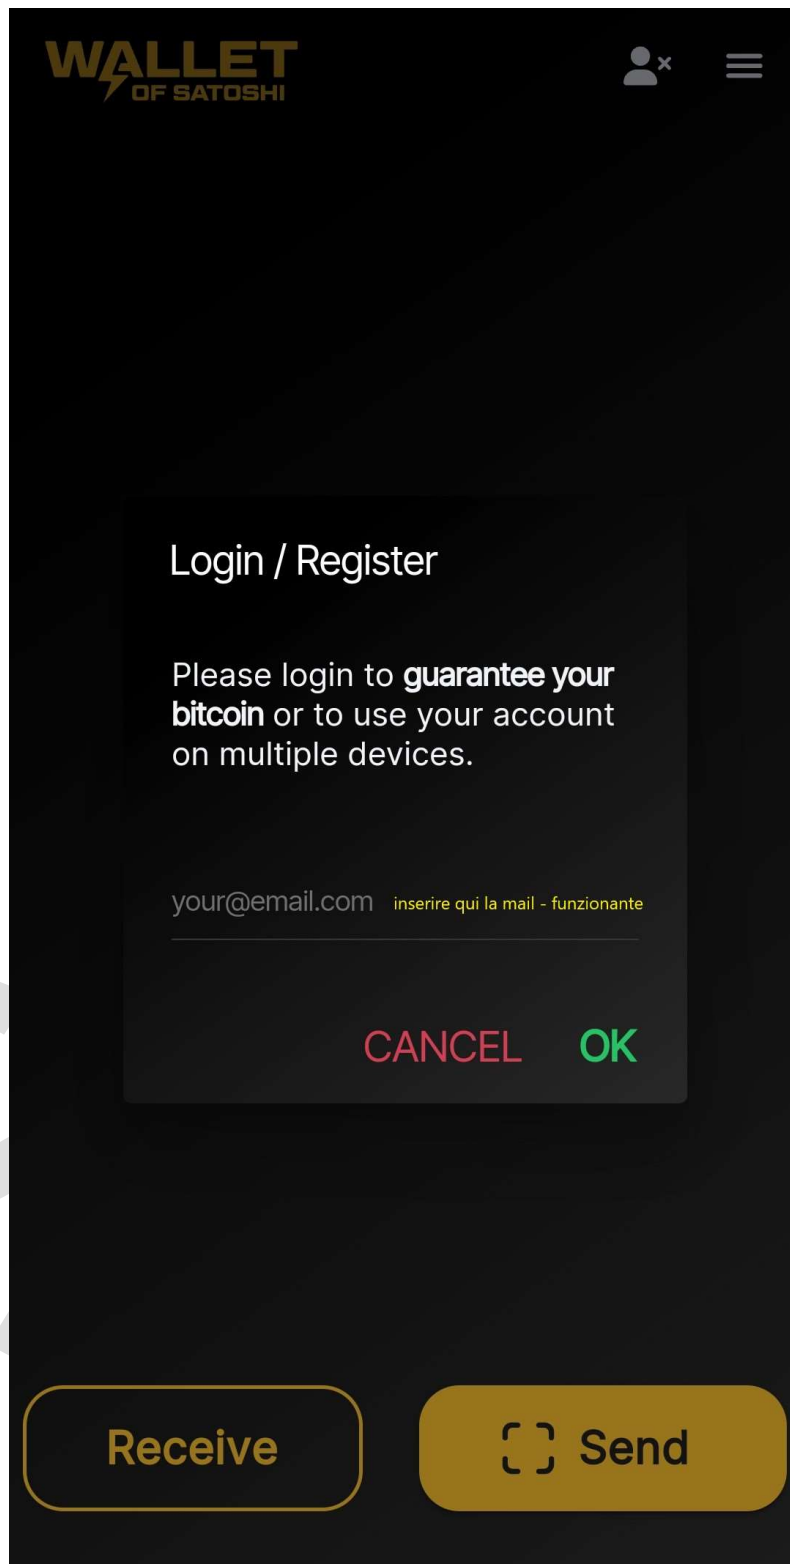 WALLET
OF SATOSHI
Login / Register
Please login to guarantee your
bitcoin or to use your account
on multiple devices.
your@email.com inserire qui la mail - funzionante
CANCEL OK
Receive Send